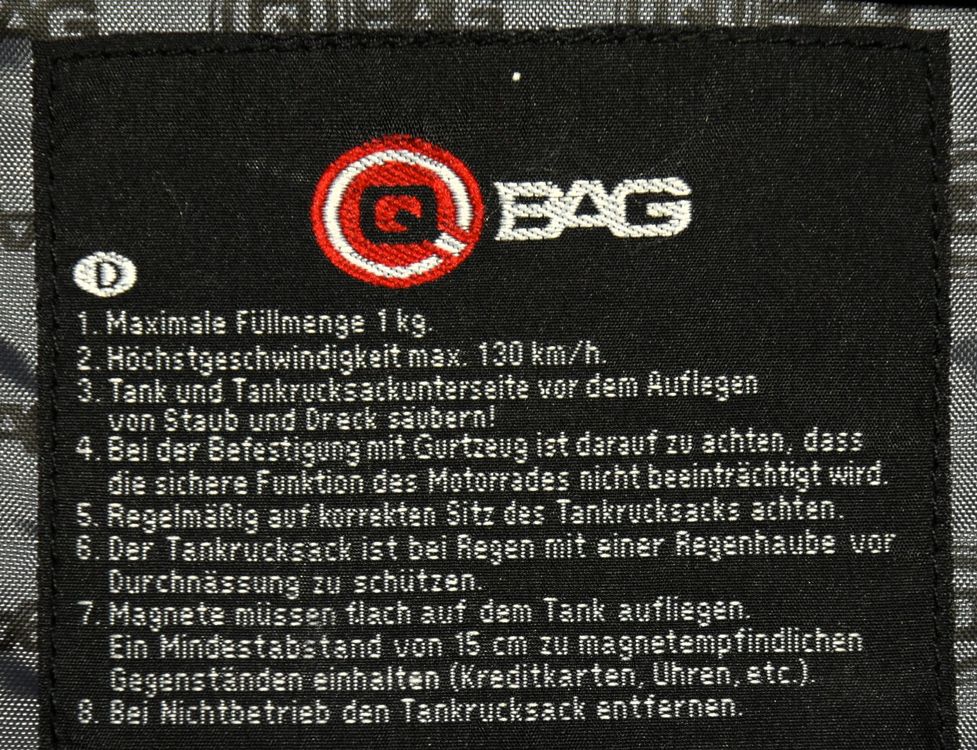 Q BAG
D
1. Maximale Füllmenge 1 kg.
2. Höchstgeschwindigkeit max. 130 km/h.
3. Tank und Tankrucksackunterseite vor dem Auflegen
von Staub und Dreck säubern!
4. Bei der Befestigung mit Gurtzeug ist darauf zu achten, dass
die sichere Funktion des Motorrades nicht beeinträchtigt wird.
5. Regelmäßig auf korrekten Sitz des Tankrucksacks achten.
6. Der Tankrucksack ist bei Regen mit einer Regenhaube vor
Durchnässung zu schützen.
7. Magnete müssen flach auf dem Tank aufliegen.
Ein Mindestabstand von 15 cm zu magnetempfindlichen
Gegenständen einhalten (Kreditkarten, Uhren, etc.).
8. Bei Nichtbetrieb den Tankrucksack entfernen.